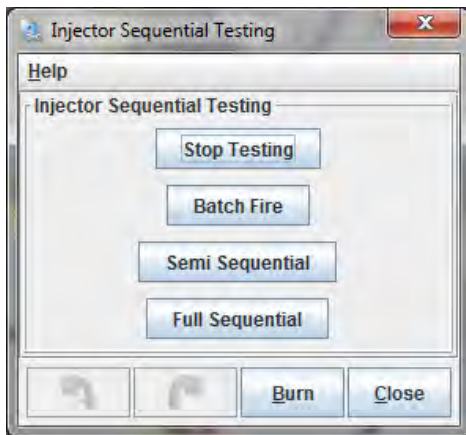 Injector Sequential Testing
Help
Injector Sequential Testing
Stop Testing
Batch Fire
Semi Sequential
Full Sequential
Burn Close